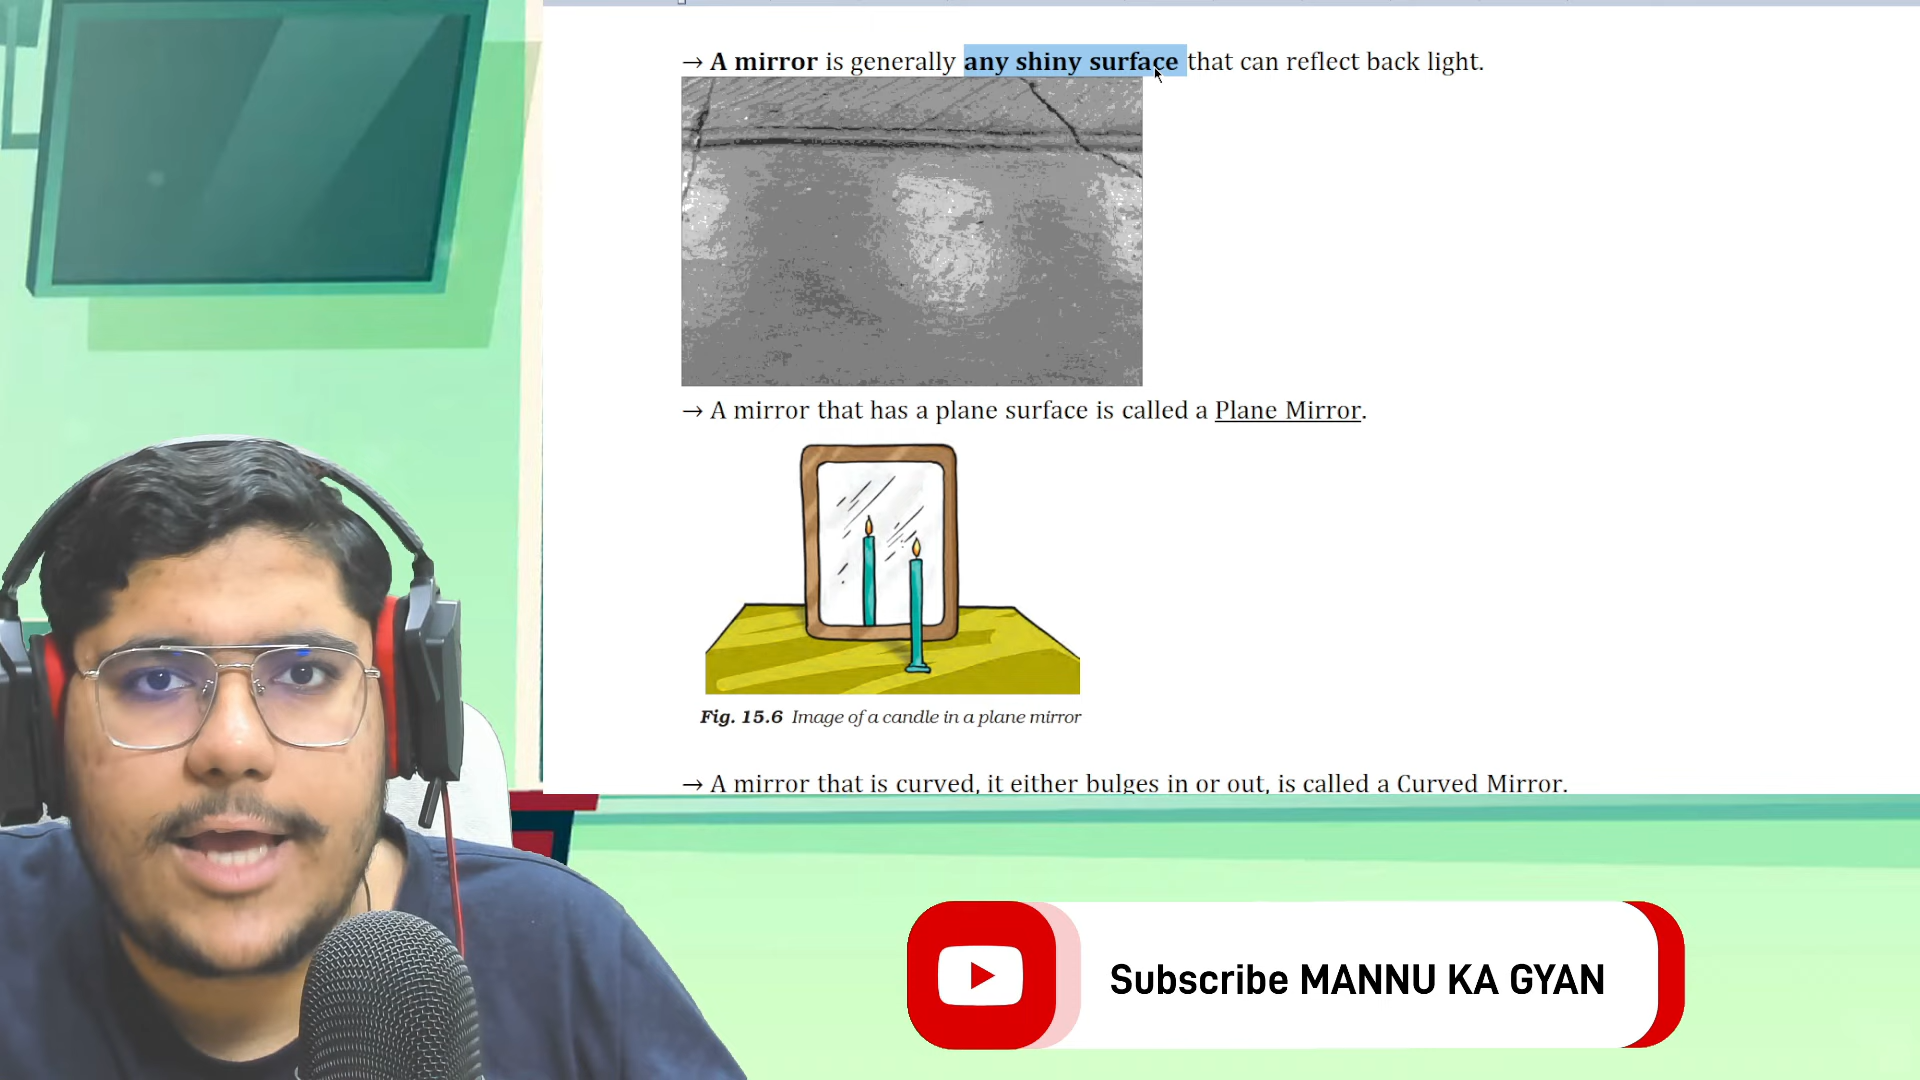 → A mirror is generally any shiny surface that can reflect back light.
→ A mirror that has a plane surface is called a Plane Mirror.
Fig. 15.6 Image of a candle in a plane mirror
→ A mirror that is curved, it either bulges in or out, is called a Curved Mirror.
Subscribe MANNU KA GYAN